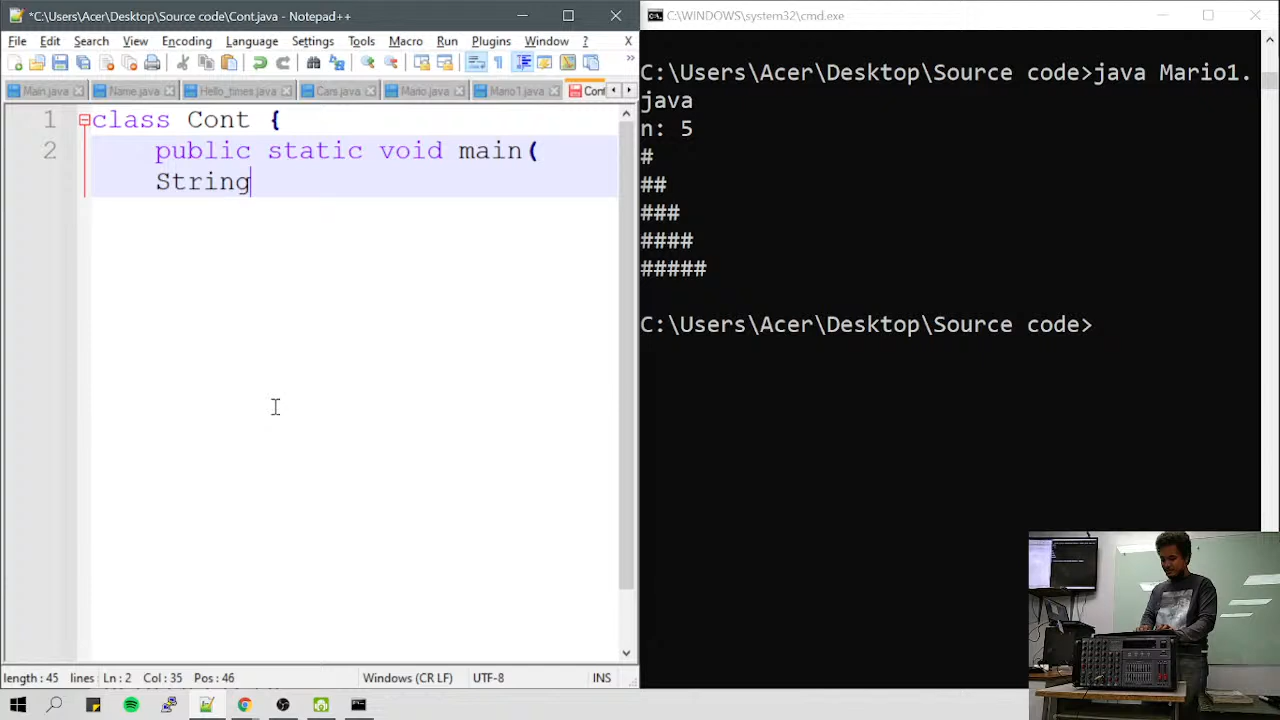 *C:\Users\Acer\Desktop\Source code\Cont.java - Notepad++
File Edit Search View Encoding Language Settings Tools Macro Run Plugins Window ? X
Main.java Name.java Hello_times.java Cars.java Mario.java Mario1.java Cont
1 class Cont {
2 public static void main(
String
length : 45 lines Ln : 2 Col : 35 Pos : 46 Windows (CR LF) UTF-8 INS
C:\WINDOWS\system32\cmd.exe
C:\Users\Acer\Desktop\Source code>java Mario1.
java
n: 5
#
##
###
####
#####
C:\Users\Acer\Desktop\Source code>